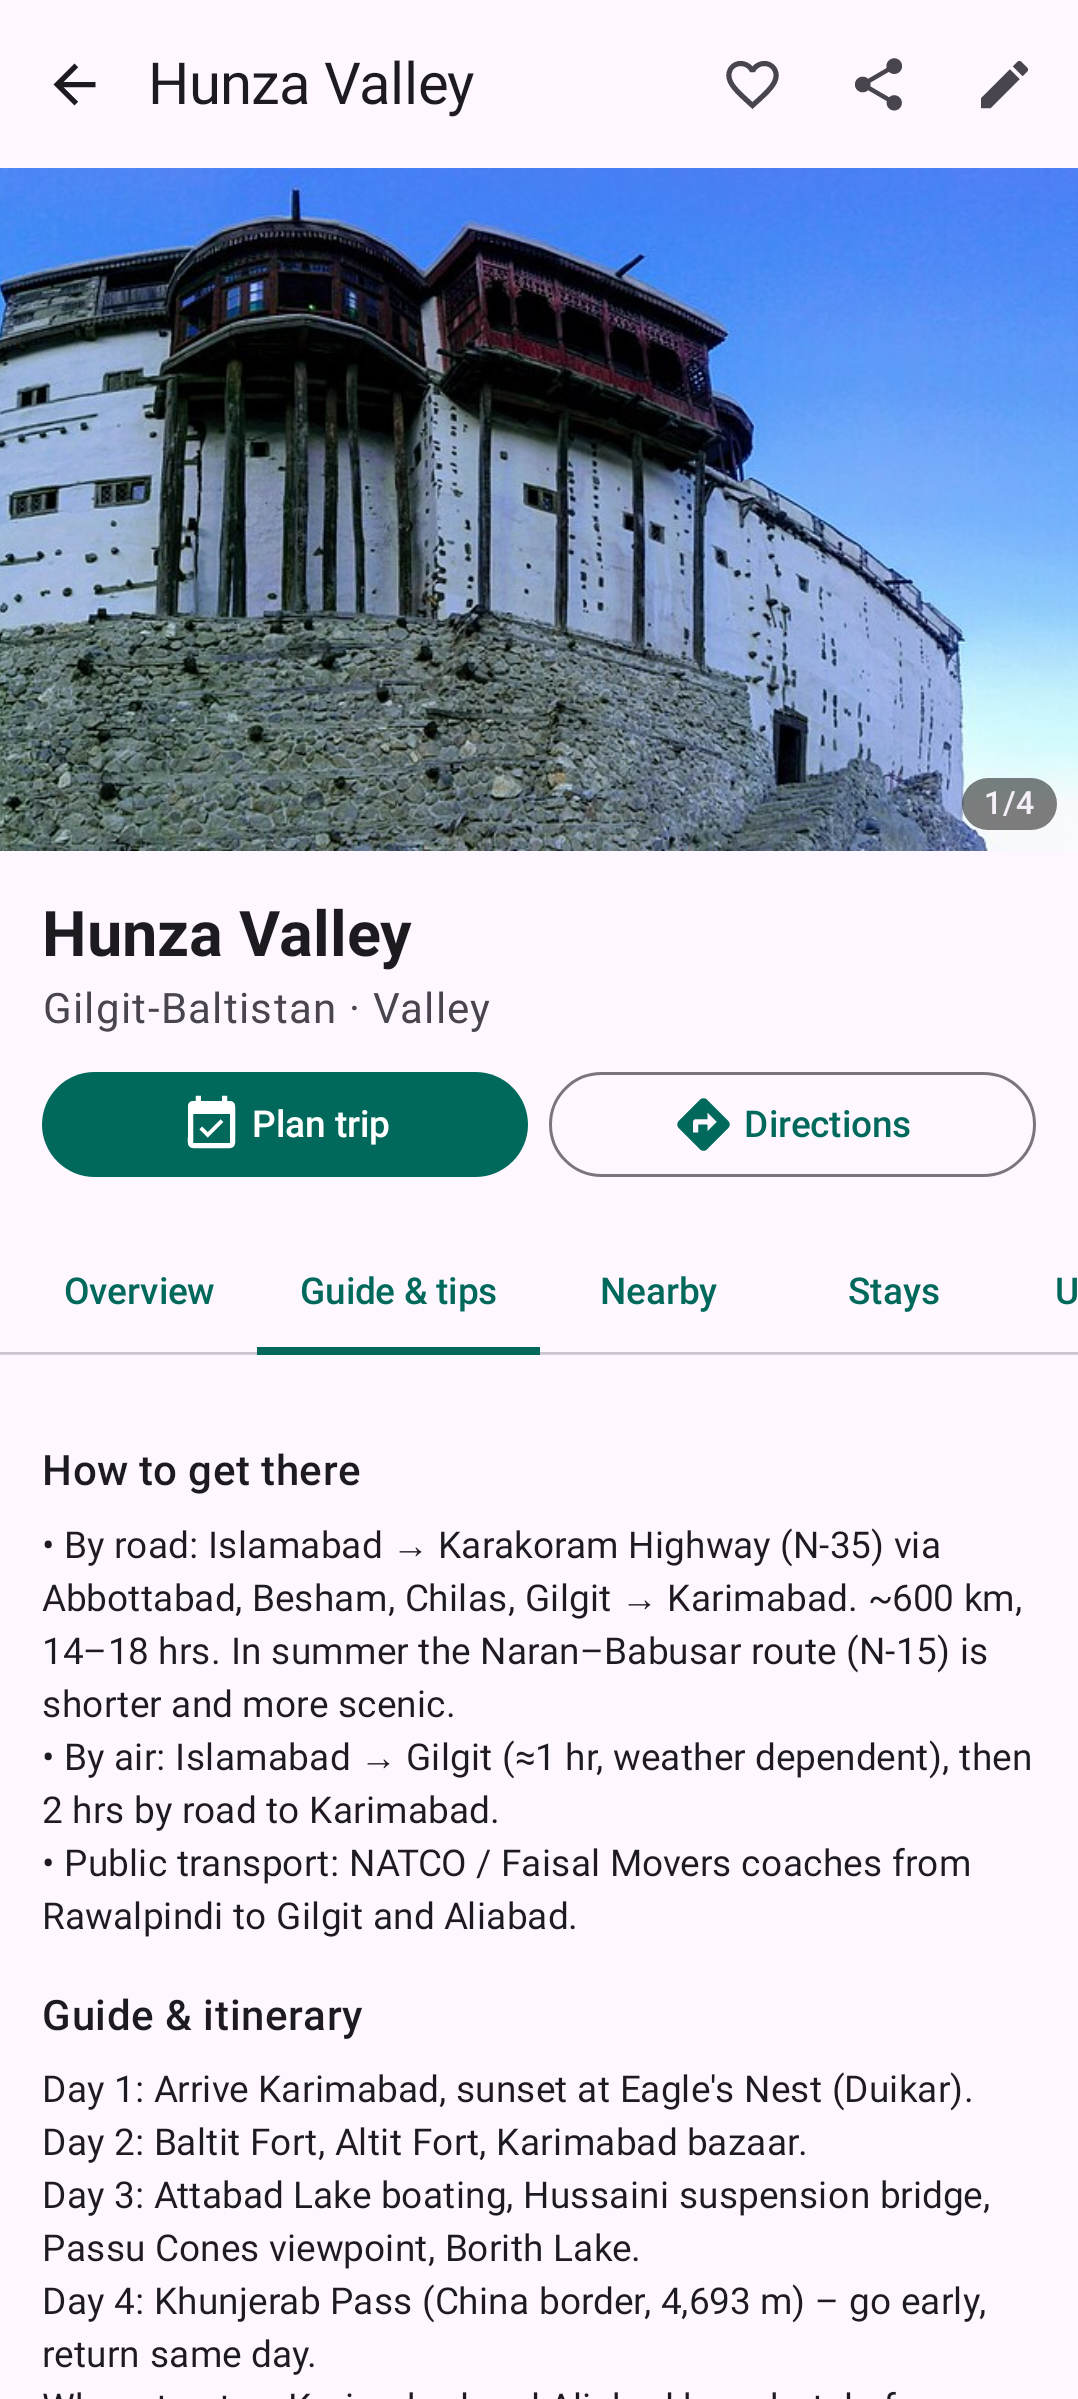 Hunza Valley
1/4
Hunza Valley
Gilgit-Baltistan · Valley
Plan trip
Directions
Overview
Guide & tips
Nearby
Stays
U
How to get there
• By road: Islamabad → Karakoram Highway (N-35) via
Abbottabad, Besham, Chilas, Gilgit → Karimabad. ~600 km,
14–18 hrs. In summer the Naran–Babusar route (N-15) is
shorter and more scenic.
• By air: Islamabad → Gilgit (≈1 hr, weather dependent), then
2 hrs by road to Karimabad.
• Public transport: NATCO / Faisal Movers coaches from
Rawalpindi to Gilgit and Aliabad.
Guide & itinerary
Day 1: Arrive Karimabad, sunset at Eagle's Nest (Duikar).
Day 2: Baltit Fort, Altit Fort, Karimabad bazaar.
Day 3: Attabad Lake boating, Hussaini suspension bridge,
Passu Cones viewpoint, Borith Lake.
Day 4: Khunjerab Pass (China border, 4,693 m) – go early,
return same day.